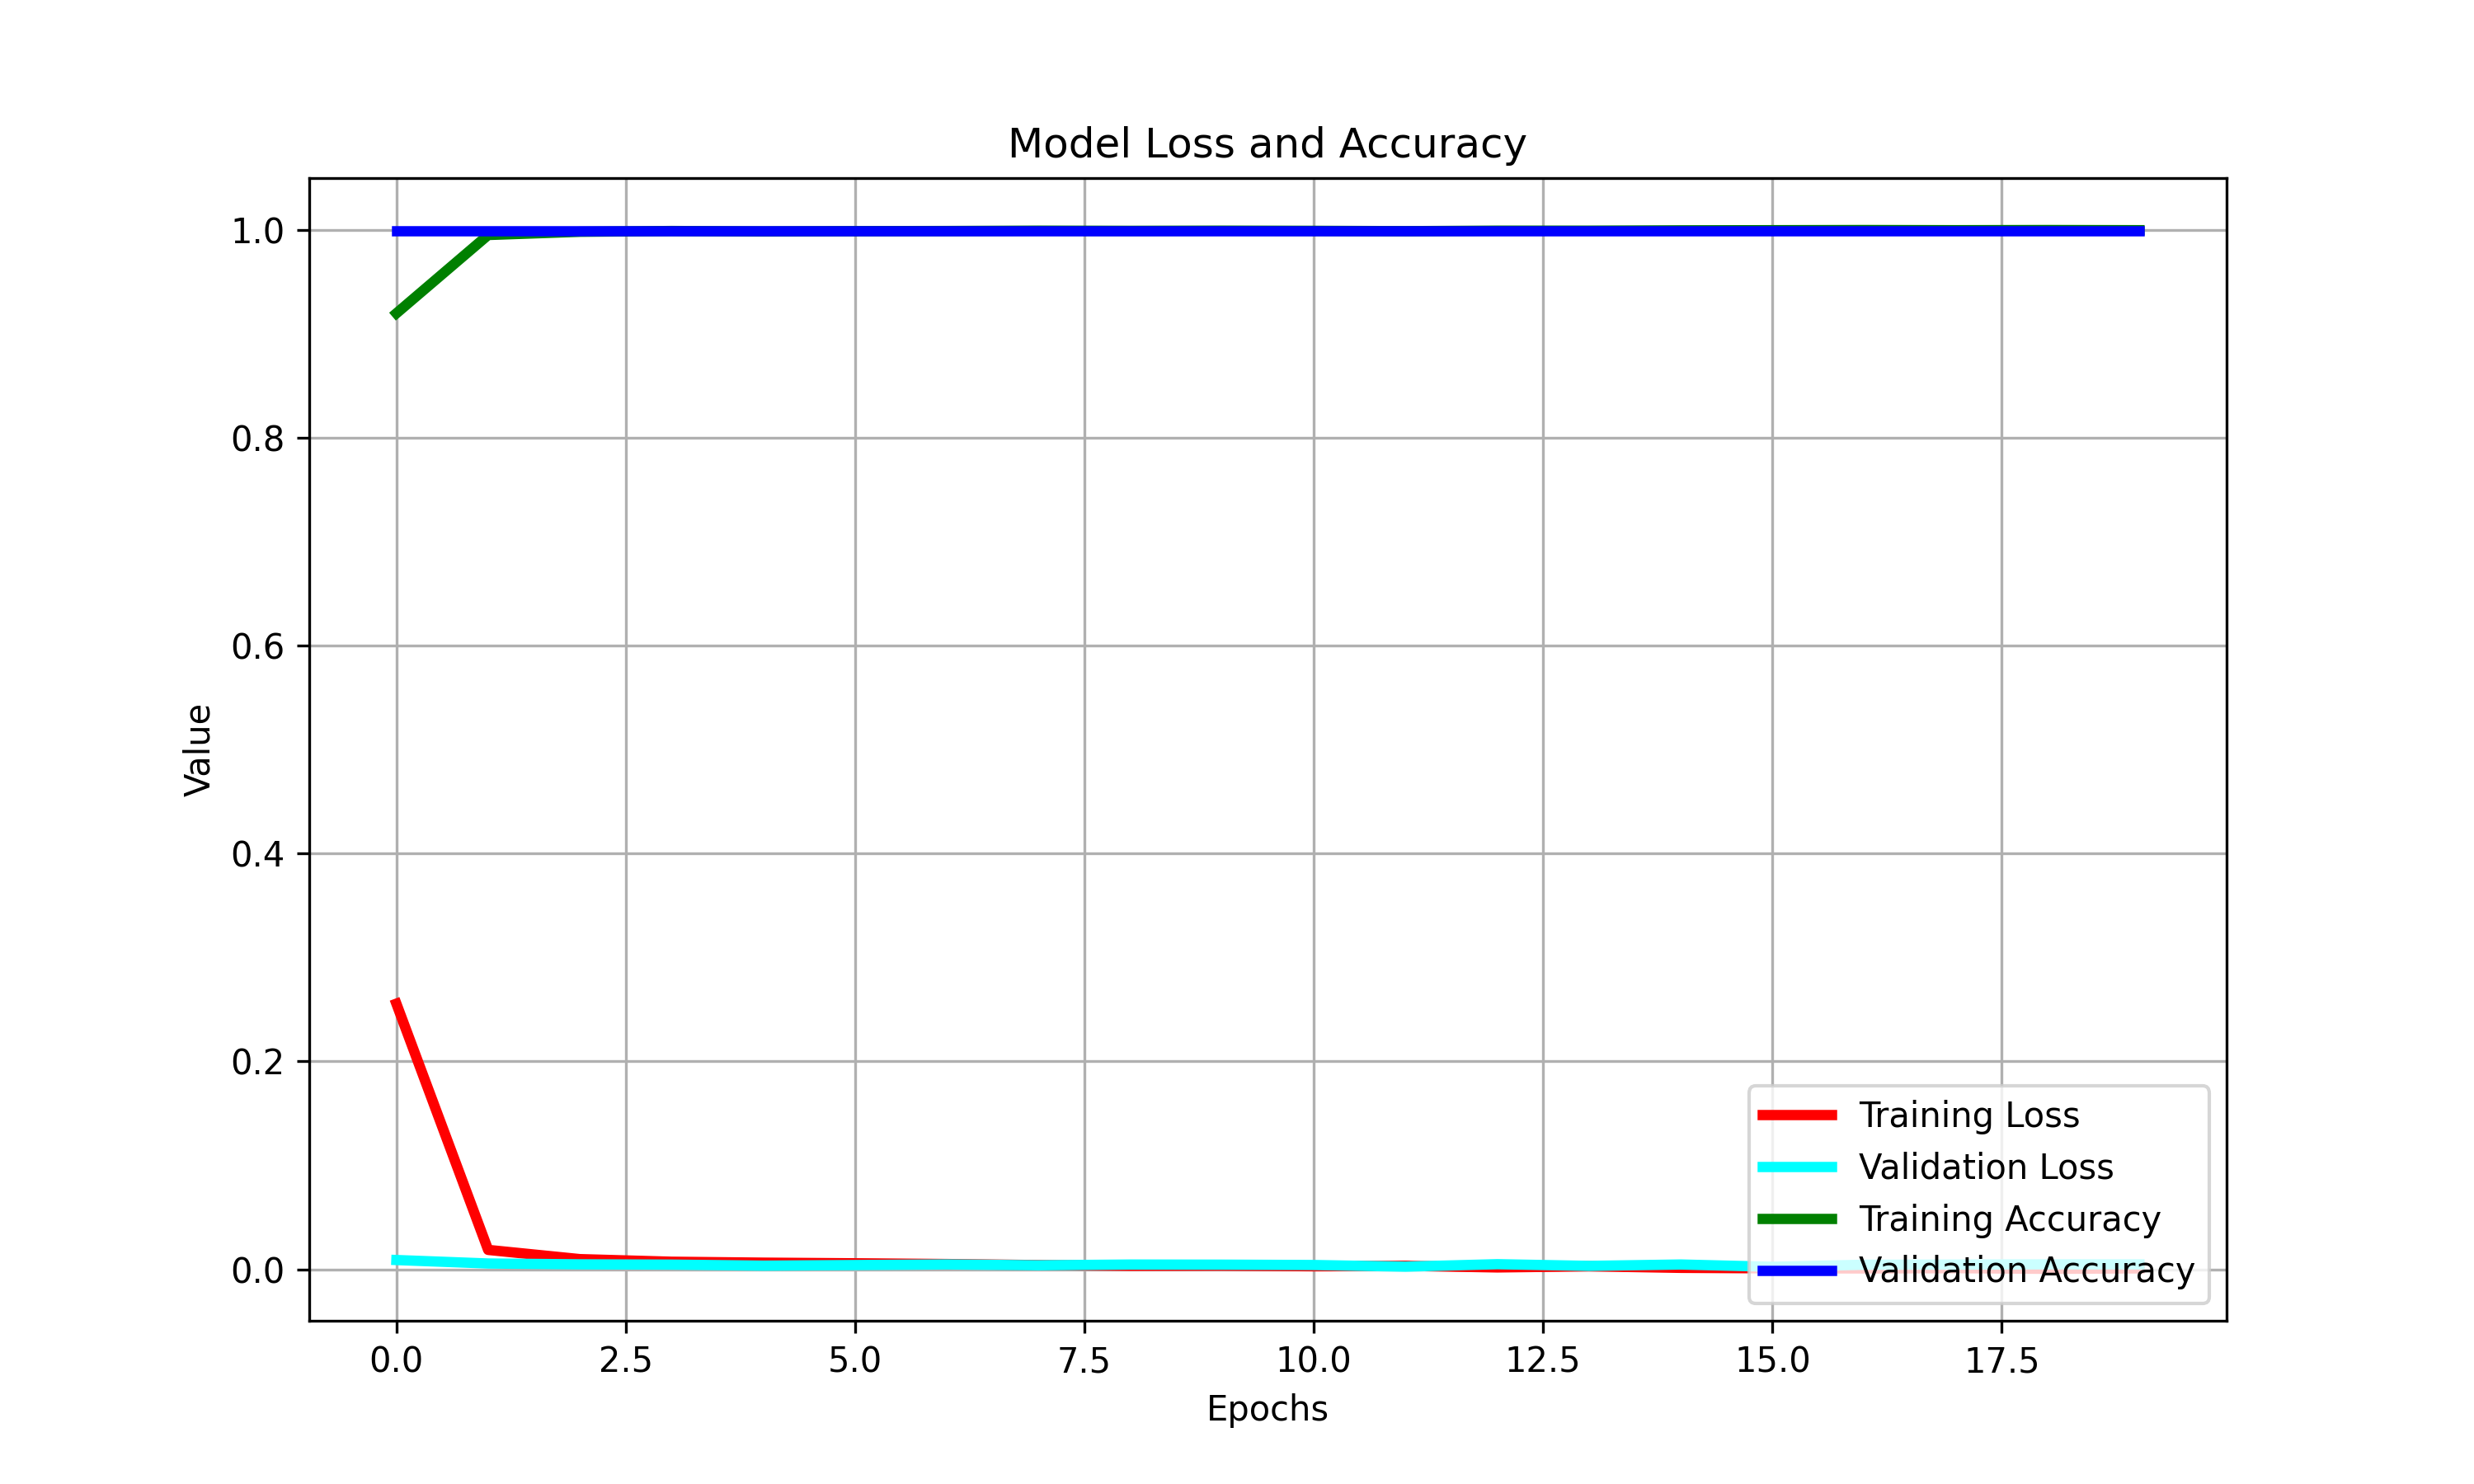 Model Loss and Accuracy
1.0
0.8
0.6
0.4
0.2
0.0
Value
Training Loss
Validation Loss
Training Accuracy
Validation Accuracy
0.0 2.5 5.0 7.5 10.0 12.5 15.0 17.5
Epochs